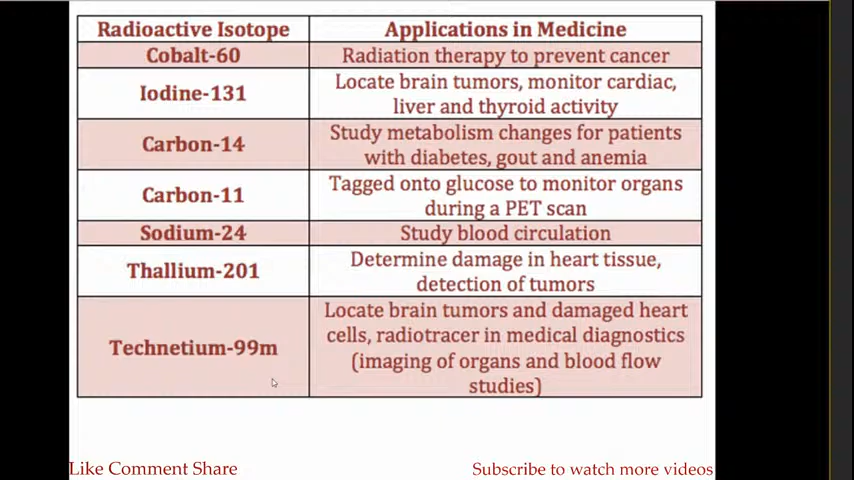 Radioactive Isotope
Applications in Medicine
Cobalt-60
Radiation therapy to prevent cancer
Iodine-131
Locate brain tumors, monitor cardiac,
liver and thyroid activity
Carbon-14
Study metabolism changes for patients
with diabetes, gout and anemia
Carbon-11
Tagged onto glucose to monitor organs
during a PET scan
Sodium-24
Study blood circulation
Thallium-201
Determine damage in heart tissue,
detection of tumors
Technetium-99m
Locate brain tumors and damaged heart
cells, radiotracer in medical diagnostics
(imaging of organs and blood flow
studies)
Like Comment Share
Subscribe to watch more videos